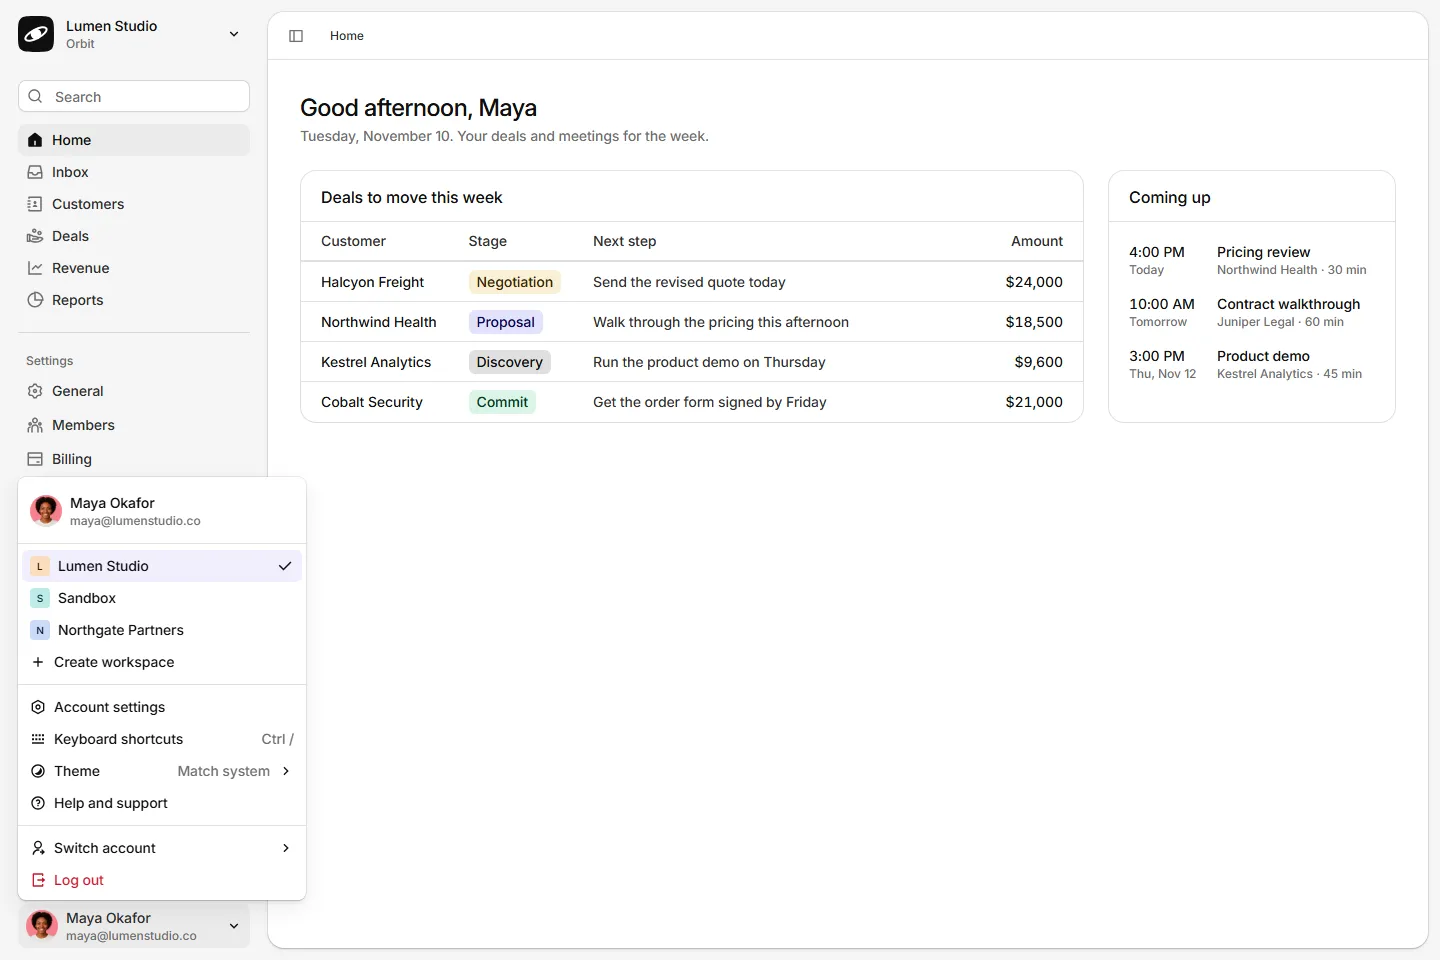 Lumen Studio
Orbit
Search
Home
Inbox
Customers
Deals
Revenue
Reports
Settings
General
Members
Billing
Maya Okafor
maya@lumenstudio.co
L Lumen Studio
S Sandbox
N Northgate Partners
Create workspace
Account settings
Keyboard shortcuts Ctrl /
Theme Match system
Help and support
Switch account
Log out
Maya Okafor
maya@lumenstudio.co
Home
Good afternoon, Maya
Tuesday, November 10. Your deals and meetings for the week.
Deals to move this week
Customer Stage Next step Amount
Halcyon Freight Negotiation Send the revised quote today $24,000
Northwind Health Proposal Walk through the pricing this afternoon $18,500
Kestrel Analytics Discovery Run the product demo on Thursday $9,600
Cobalt Security Commit Get the order form signed by Friday $21,000
Coming up
4:00 PM Pricing review
Today Northwind Health · 30 min
10:00 AM Contract walkthrough
Tomorrow Juniper Legal · 60 min
3:00 PM Product demo
Thu, Nov 12 Kestrel Analytics · 45 min